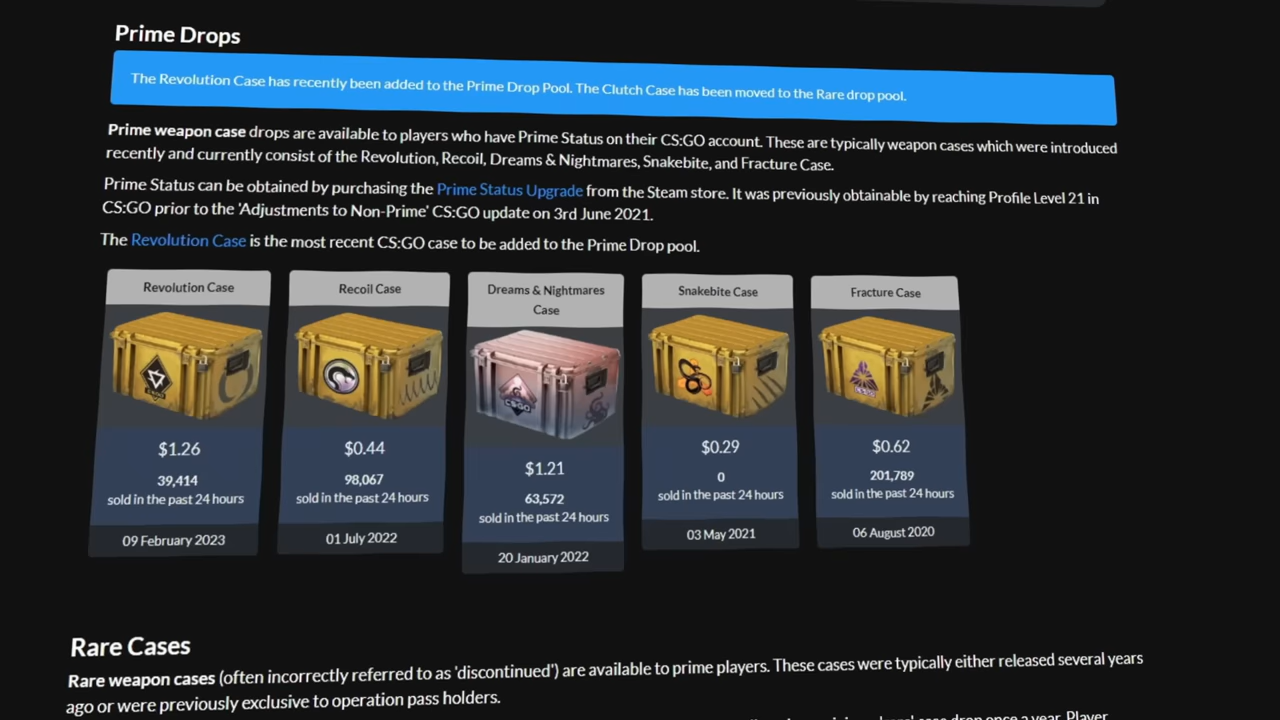 Prime Drops
The Revolution Case has recently been added to the Prime Drop Pool. The Clutch Case has been moved to the Rare drop pool.
Prime weapon case drops are available to players who have Prime Status on their CS:GO account. These are typically weapon cases which were introduced
recently and currently consist of the Revolution, Recoil, Dreams & Nightmares, Snakebite, and Fracture Case.
Prime Status can be obtained by purchasing the Prime Status Upgrade from the Steam store. It was previously obtainable by reaching Profile Level 21 in
CS:GO prior to the 'Adjustments to Non-Prime' CS:GO update on 3rd June 2021.
The Revolution Case is the most recent CS:GO case to be added to the Prime Drop pool.
Revolution Case
$1.26
39,414
sold in the past 24 hours
09 February 2023
Recoil Case
$0.44
98,067
sold in the past 24 hours
01 July 2022
Dreams & Nightmares
Case
CS:GO
$1.21
63,572
sold in the past 24 hours
20 January 2022
Snakebite Case
$0.29
0
sold in the past 24 hours
03 May 2021
Fracture Case
$0.62
201,789
sold in the past 24 hours
06 August 2020
Rare Cases
Rare weapon cases (often incorrectly referred to as 'discontinued') are available to prime players. These cases were typically either released several years
ago or were previously exclusive to operation pass holders.
case drop once a year. Player